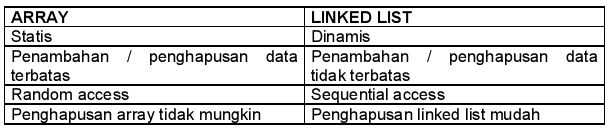 ARRAY LINKED LIST
Statis Dinamis
Penambahan / penghapusan data Penambahan / penghapusan data
terbatas tidak terbatas
Random access Sequential access
Penghapusan array tidak mungkin Penghapusan linked list mudah